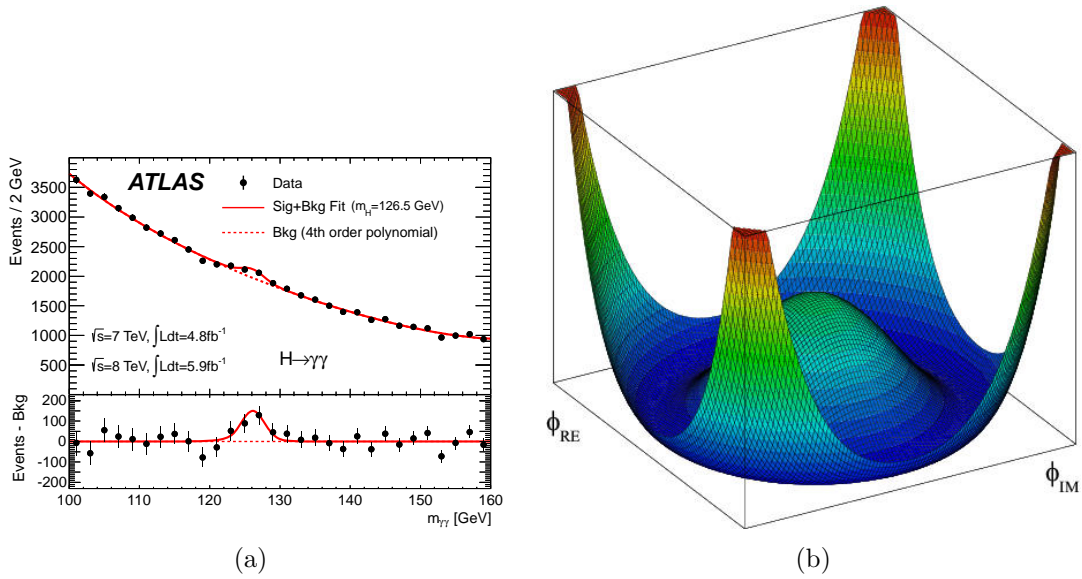 ATLAS
Data
Sig+Bkg Fit (m_H=126.5 GeV)
Bkg (4th order polynomial)
Events / 2 GeV
3500
3000
2500
2000
1500
1000
500
√s=7 TeV, ∫Ldt=4.8fb⁻¹
√s=8 TeV, ∫Ldt=5.9fb⁻¹
H→γγ
Events - Bkg
200
100
0
-100
-200
100 110 120 130 140 150 160
m_γγ [GeV]
(a)
ϕ_RE
ϕ_IM
(b)